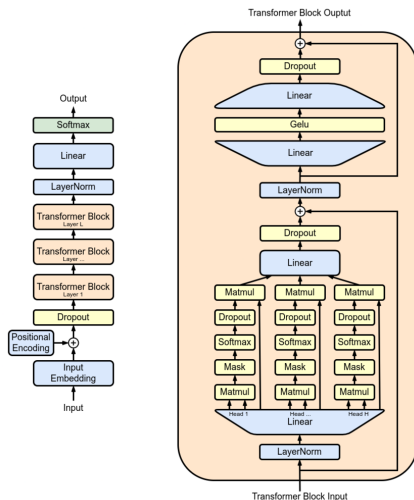 Output
Softmax
Linear
LayerNorm
Transformer Block
Layer L
Transformer Block
Layer ...
Transformer Block
Layer 1
Dropout
Positional
Encoding
Input
Embedding
Input
Transformer Block Ouptut
Dropout
Linear
Gelu
Linear
LayerNorm
Dropout
Linear
Matmul Matmul Matmul
Dropout Dropout Dropout
Softmax Softmax Softmax
Mask Mask Mask
Matmul Matmul Matmul
Head 1 Head ... Head H
Linear
LayerNorm
Transformer Block Input